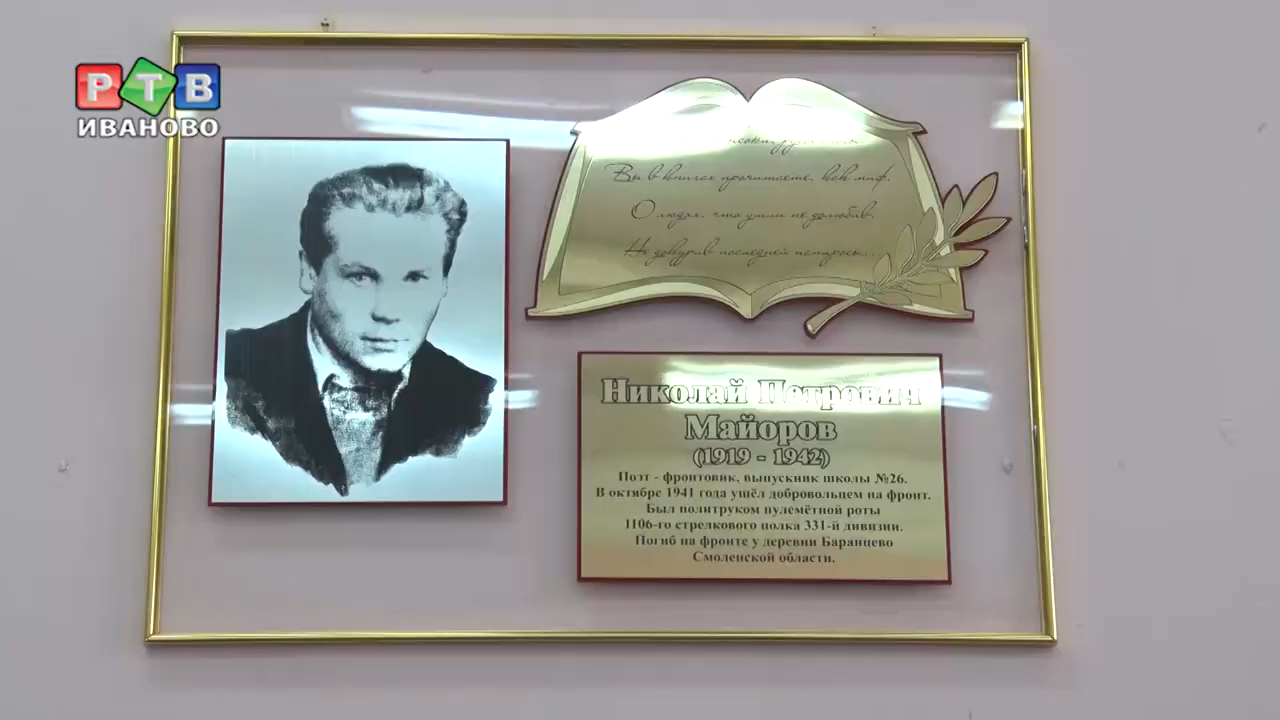 РТВ
ИВАНОВО
Вы в книгах прочитаете, как миф,
О людях, что ушли не долюбив,
Не докурив последней папиросы...
Николай Петрович
Майоров
(1919 - 1942)
Поэт - фронтовик, выпускник школы №26.
В октябре 1941 года ушёл добровольцем на фронт.
Был политруком пулемётной роты
1106-го стрелкового полка 331-й дивизии.
Погиб на фронте у деревни Баранцево
Смоленской области.